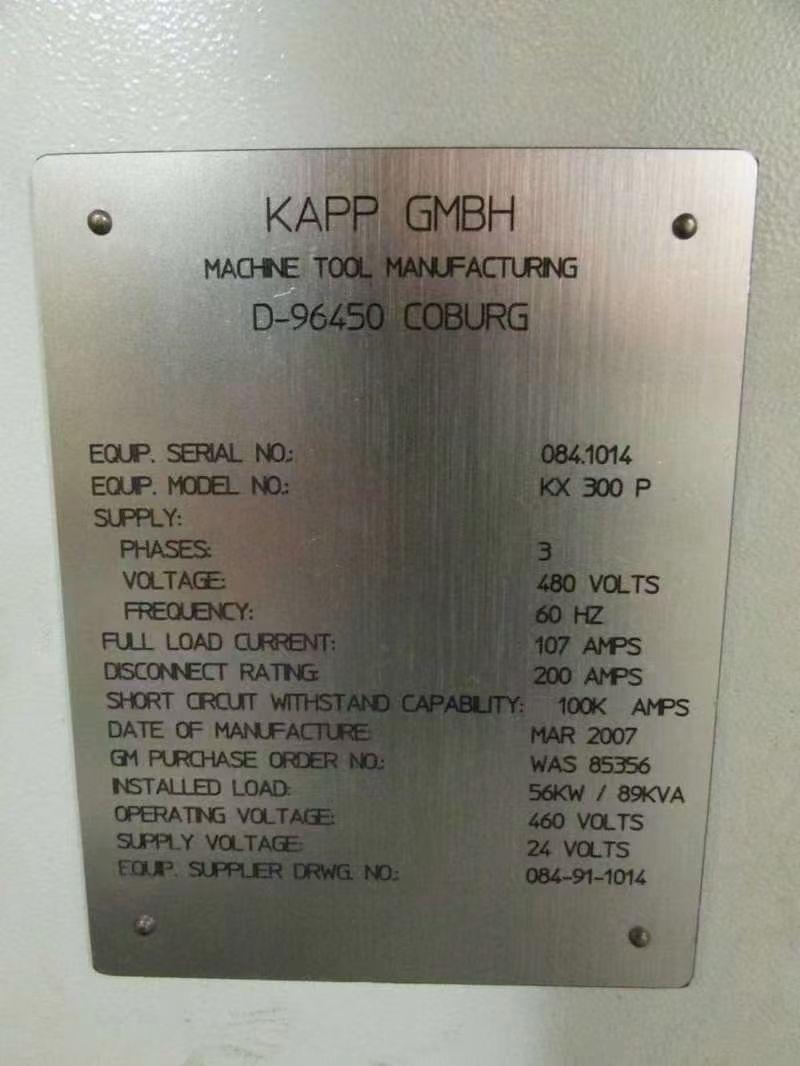 KAPP GMBH
MACHINE TOOL MANUFACTURING
D-96450 COBURG
EQUIP. SERIAL NO.: 084.1014
EQUIP. MODEL NO.: KX 300 P
SUPPLY:
PHASES: 3
VOLTAGE: 480 VOLTS
FREQUENCY: 60 HZ
FULL LOAD CURRENT: 107 AMPS
DISCONNECT RATING: 200 AMPS
SHORT CIRCUIT WITHSTAND CAPABILITY: 100K AMPS
DATE OF MANUFACTURE: MAR 2007
GM PURCHASE ORDER NO.: WAS 85356
INSTALLED LOAD: 56KW / 89KVA
OPERATING VOLTAGE: 460 VOLTS
SUPPLY VOLTAGE: 24 VOLTS
EQUIP. SUPPLIER DRWG. NO.: 084-91-1014